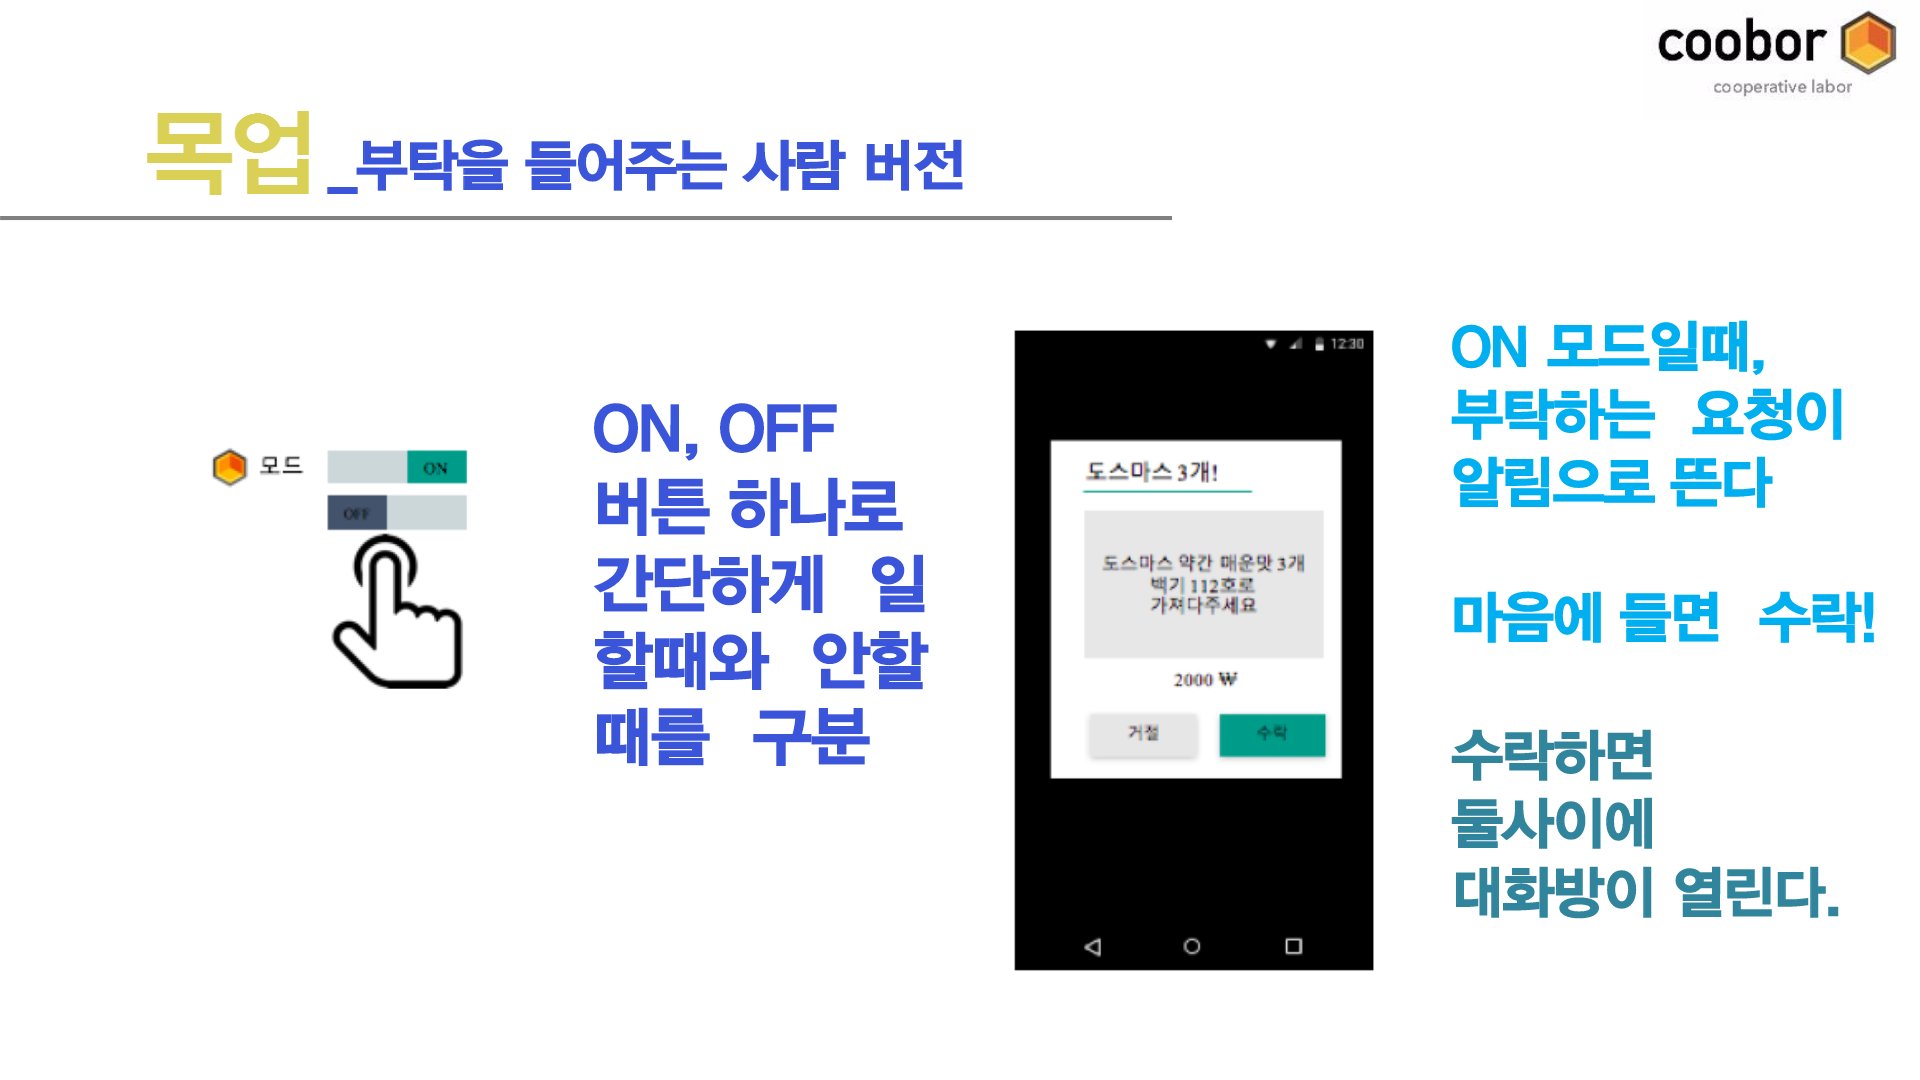 coobor
cooperative labor
목업_부탁을 들어주는 사람 버전
모드
ON
OFF
ON, OFF
버튼 하나로
간단하게 일
할때와 안할
때를 구분
12:30
도스마스 3개!
도스마스 약간 매운맛 3개
백기 112호로
가져다주세요
2000 ₩
거절
수락
ON 모드일때,
부탁하는 요청이
알림으로 뜬다
마음에 들면 수락!
수락하면
둘사이에
대화방이 열린다.